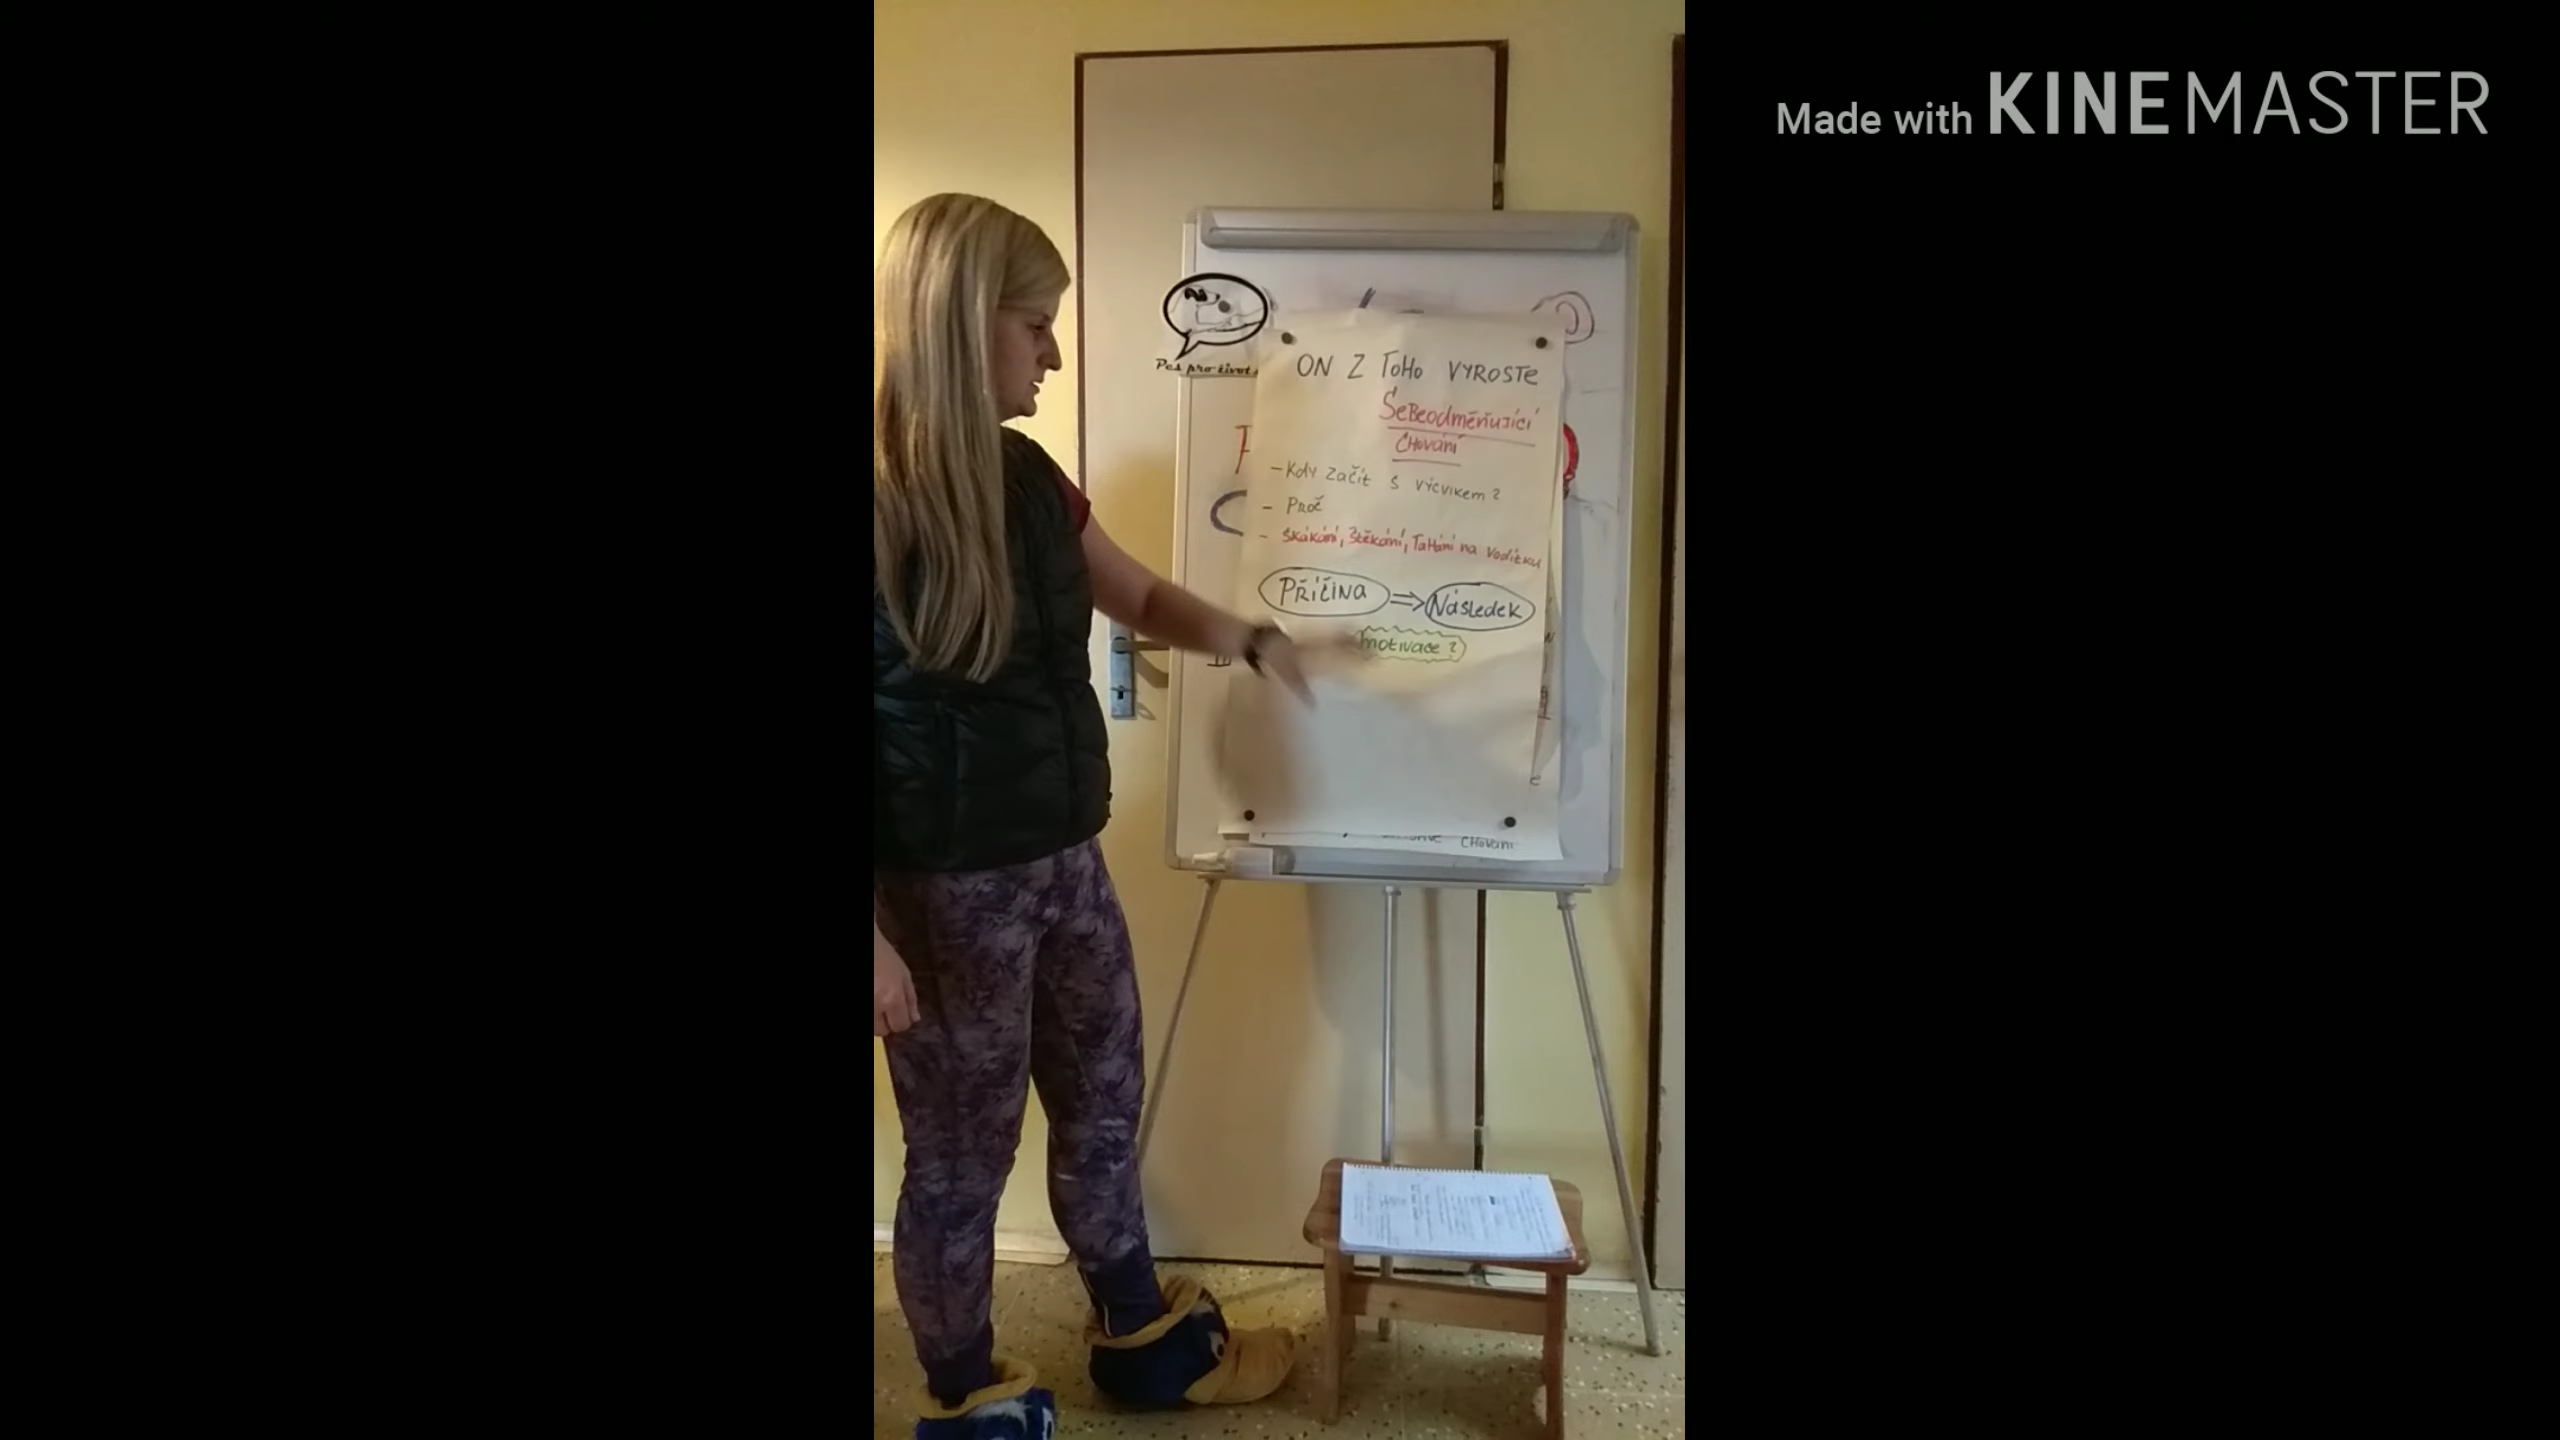 Made with KINEMASTER
Pes pro život
ON Z TOHO VYROSTE
SEBEODMĚŇUJÍCÍ
CHOVÁNÍ
- KDY ZAČÍT S VÝCVIKEM?
- PROČ
- SKÁKÁNÍ, ŠTĚKÁNÍ, TAHÁNÍ NA VODÍTKU
PŘÍČINA ⇒ NÁSLEDEK
MOTIVACE?
CHOVÁNÍ